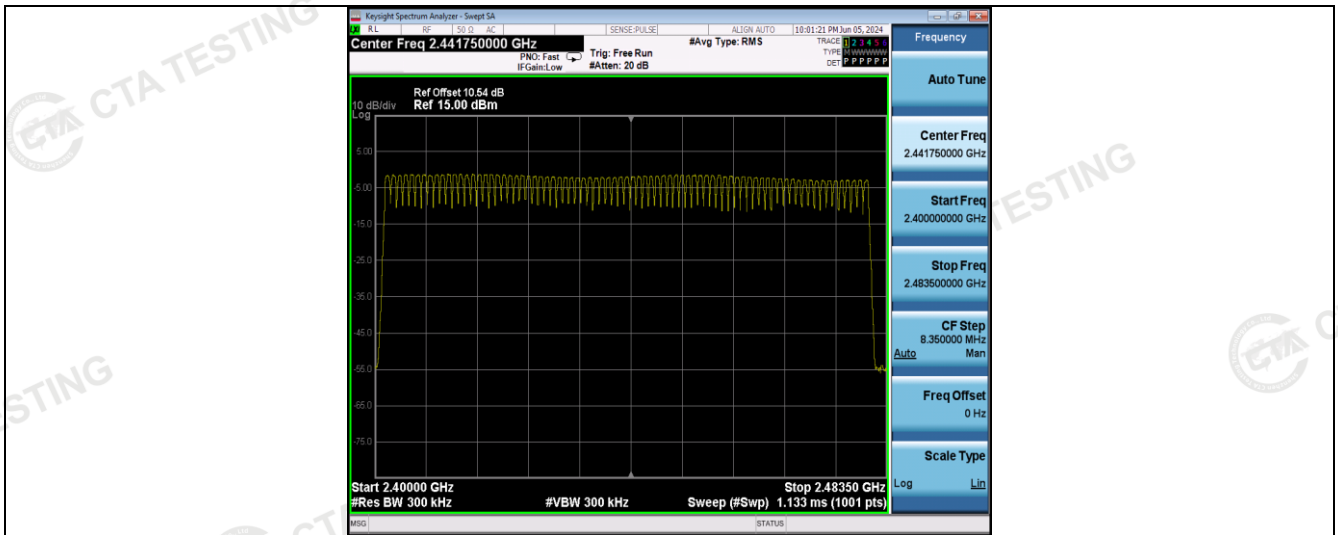 Keysight Spectrum Analyzer - Swept SA
RL RF 50 Ω AC SENSE:PULSE ALIGN AUTO 10:01:21 PM Jun 05, 2024
Center Freq 2.441750000 GHz
PNO: Fast
IFGain:Low
Trig: Free Run
#Atten: 20 dB
#Avg Type: RMS
TRACE 1 2 3 4 5 6
TYPE M WWWWW
DET P P P P P P
Frequency
Auto Tune
Center Freq
2.441750000 GHz
Start Freq
2.400000000 GHz
Stop Freq
2.483500000 GHz
CF Step
8.350000 MHz
Auto Man
Freq Offset
0 Hz
Scale Type
Log Lin
Ref Offset 10.54 dB
10 dB/div Ref 15.00 dBm
Log
5.00
-5.00
-15.0
-25.0
-35.0
-45.0
-55.0
-65.0
-75.0
Start 2.40000 GHz Stop 2.48350 GHz
#Res BW 300 kHz #VBW 300 kHz Sweep (#Swp) 1.133 ms (1001 pts)
MSG STATUS
CTA TESTING
TESTING
STING
CTA
CTA